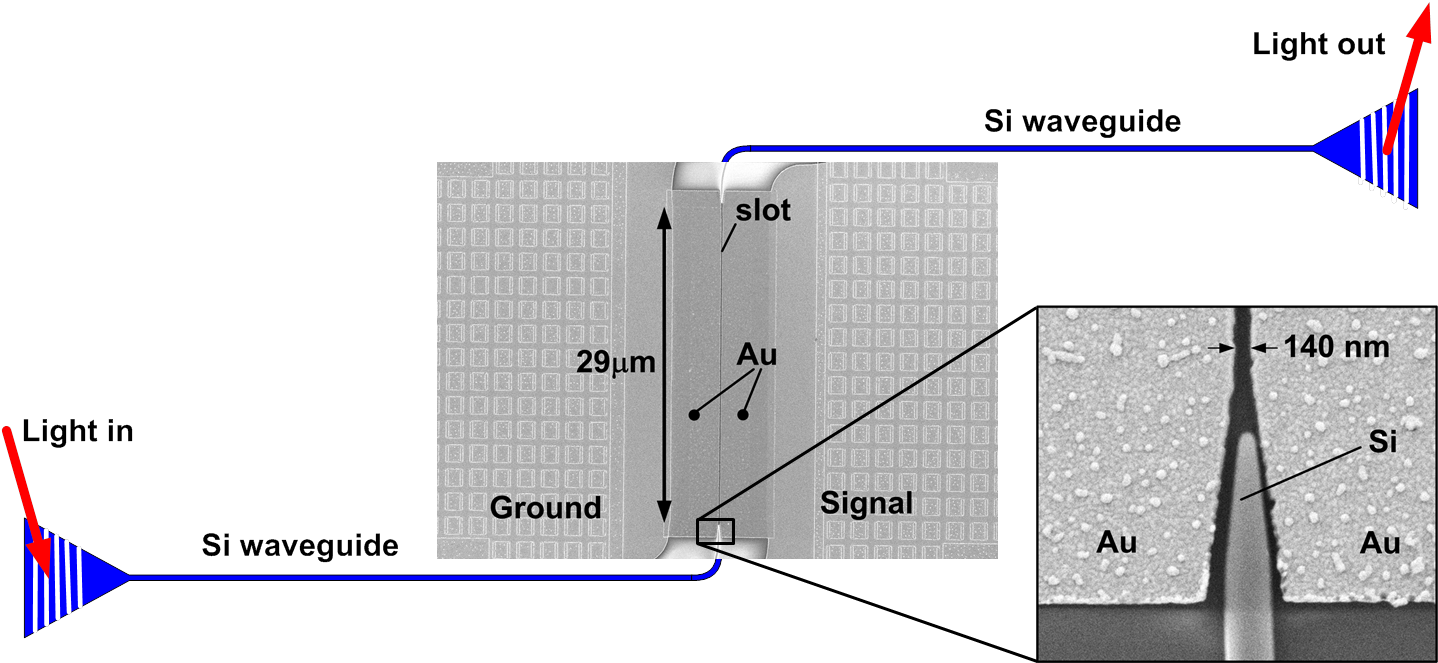 Light out
Si waveguide
slot
29μm
Au
140 nm
Si
Light in
Ground
Signal
Au
Au
Si waveguide